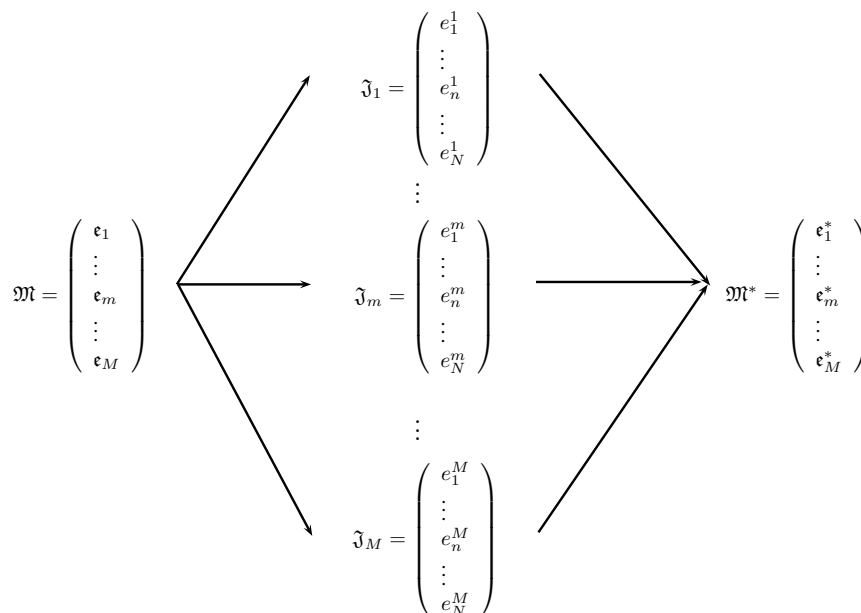 𝔍₁ = ( e₁¹ ⋮ eₙ¹ ⋮ e_N¹ )
⋮
𝔐 = ( 𝔢₁ ⋮ 𝔢ₘ ⋮ 𝔢_M )
𝔍ₘ = ( e₁ᵐ ⋮ eₙᵐ ⋮ e_Nᵐ )
𝔐* = ( 𝔢₁* ⋮ 𝔢ₘ* ⋮ 𝔢_M* )
⋮
𝔍_M = ( e₁ᴹ ⋮ eₙᴹ ⋮ e_Nᴹ )